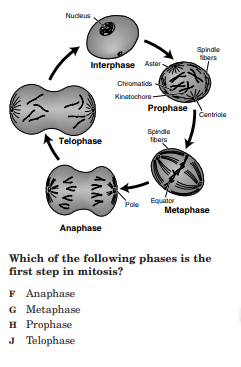 Nucleus
Interphase
Aster
Spindle
fibers
Chromatids
Kinetochore
Prophase
Centriole
Telophase
Spindle
fibers
Pole
Equator
Metaphase
Anaphase
Which of the following phases is the
first step in mitosis?
F Anaphase
G Metaphase
H Prophase
J Telophase